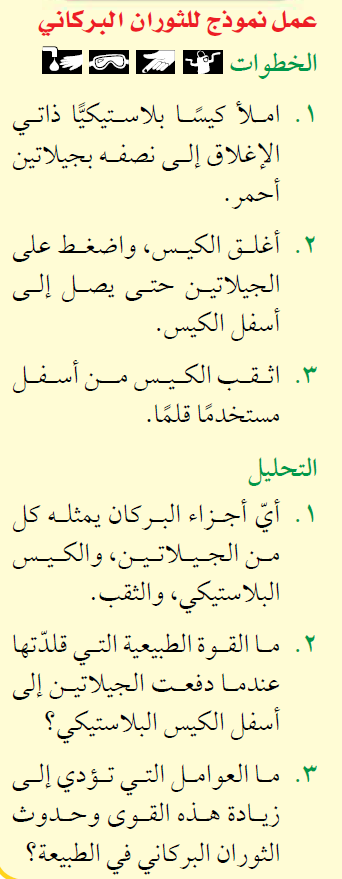 عمل نموذج للثوران البركاني
الخطوات
١. املأ كيسًا بلاستيكيًّا ذاتي
الإغلاق إلى نصفه بجيلاتين
أحمر.
٢. أغلق الكيس، واضغط على
الجيلاتين حتى يصل إلى
أسفل الكيس.
٣. اثقب الكيس من أسفل
مستخدمًا قلمًا.
التحليل
١. أيّ أجزاء البركان يمثله كل
من الجيلاتين، والكيس
البلاستيكي، والثقب.
٢. ما القوة الطبيعية التي قلدّتها
عندما دفعت الجيلاتين إلى
أسفل الكيس البلاستيكي؟
٣. ما العوامل التي تؤدي إلى
زيادة هذه القوى وحدوث
الثوران البركاني في الطبيعة؟